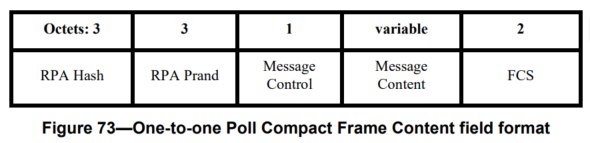 Octets: 3 3 1 variable 2
RPA Hash RPA Prand Message Control Message Content FCS
Figure 73—One-to-one Poll Compact Frame Content field format